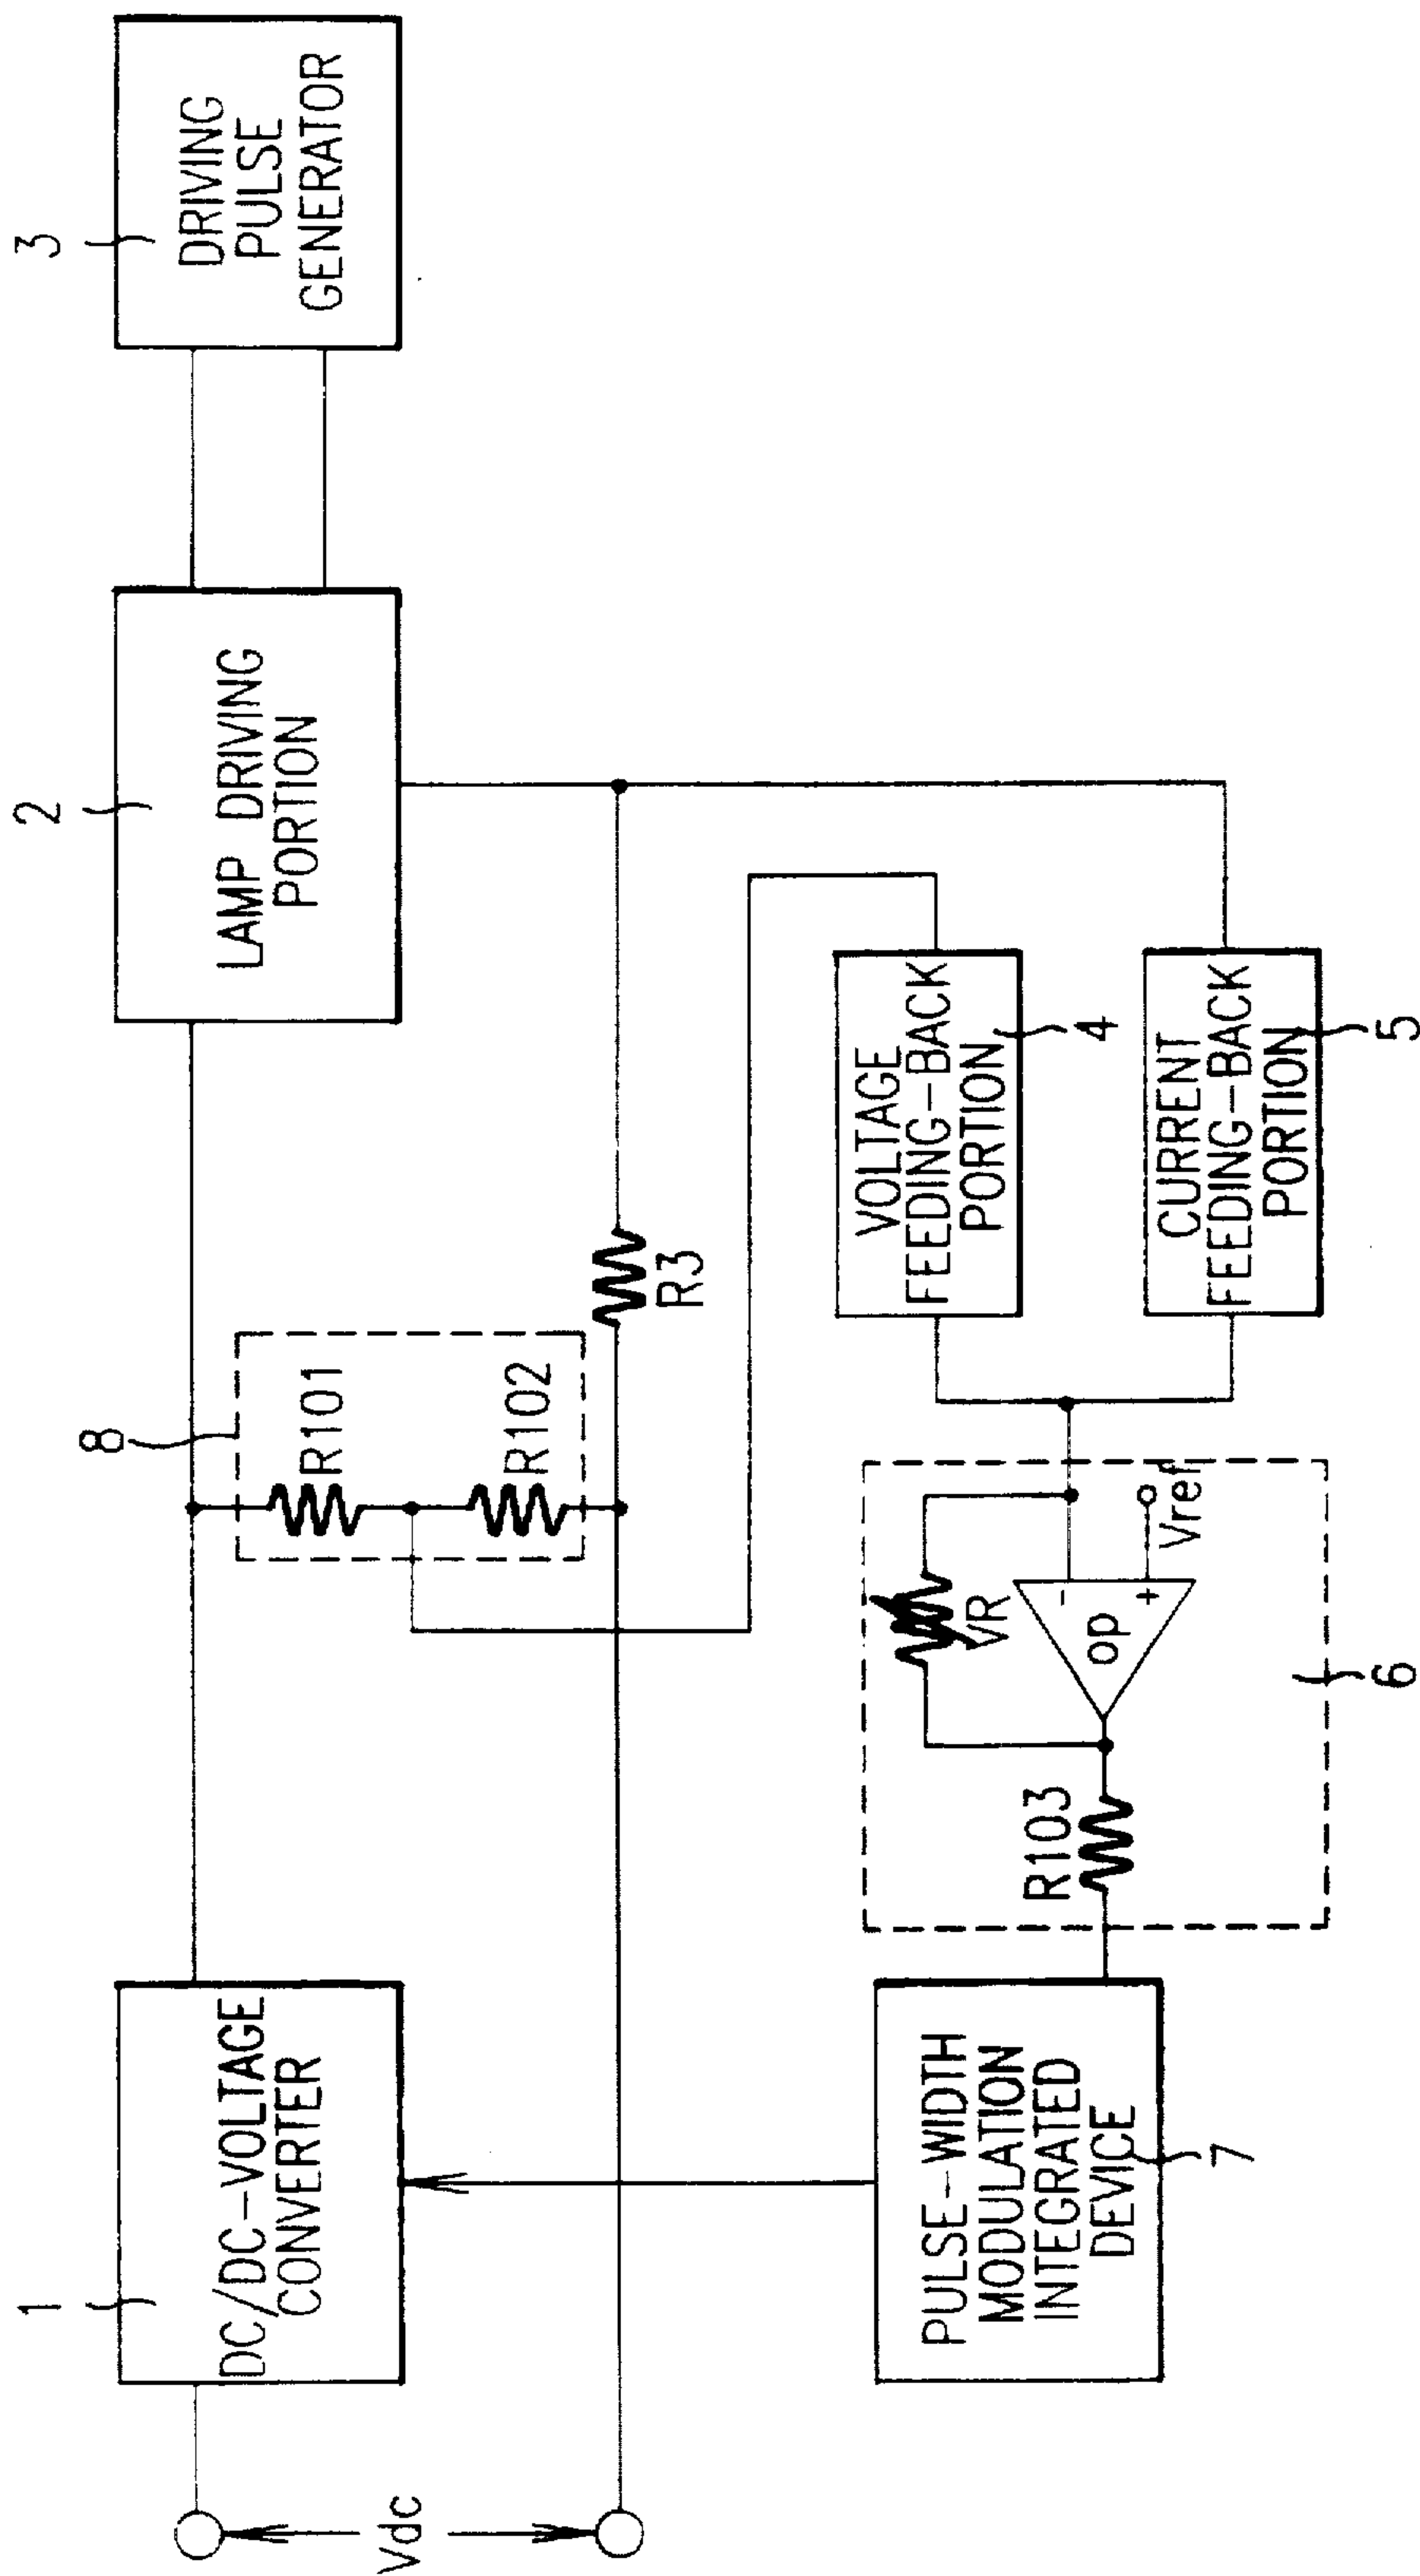 1
DC/DC-VOLTAGE
CONVERTER
2
LAMP DRIVING
PORTION
3
DRIVING
PULSE
GENERATOR
Vdc
8
R101
R102
R3
VOLTAGE
FEEDING-BACK
PORTION
4
CURRENT
FEEDING-BACK
PORTION
5
VR
op
-
+
Vref
R103
6
PULSE-WIDTH
MODULATION
INTEGRATED
DEVICE
7